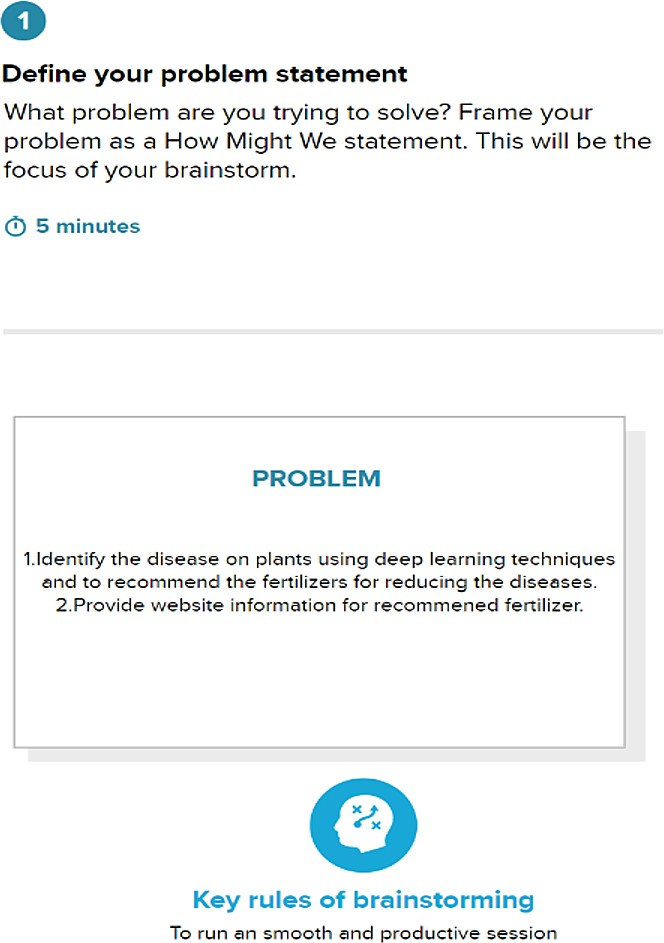 1
Define your problem statement
What problem are you trying to solve? Frame your
problem as a How Might We statement. This will be the
focus of your brainstorm.
5 minutes
PROBLEM
1.Identify the disease on plants using deep learning techniques
and to recommend the fertilizers for reducing the diseases.
2.Provide website information for recommened fertilizer.
Key rules of brainstorming
To run an smooth and productive session